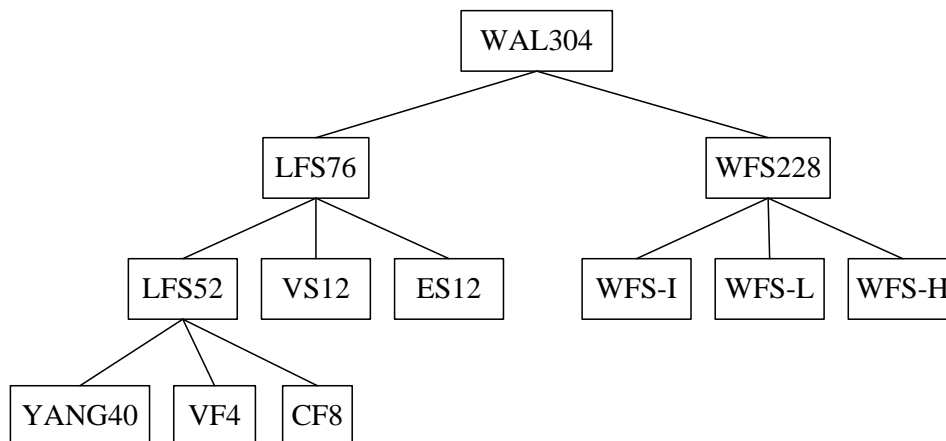 WAL304
LFS76
WFS228
LFS52
VS12
ES12
WFS-I
WFS-L
WFS-H
YANG40
VF4
CF8